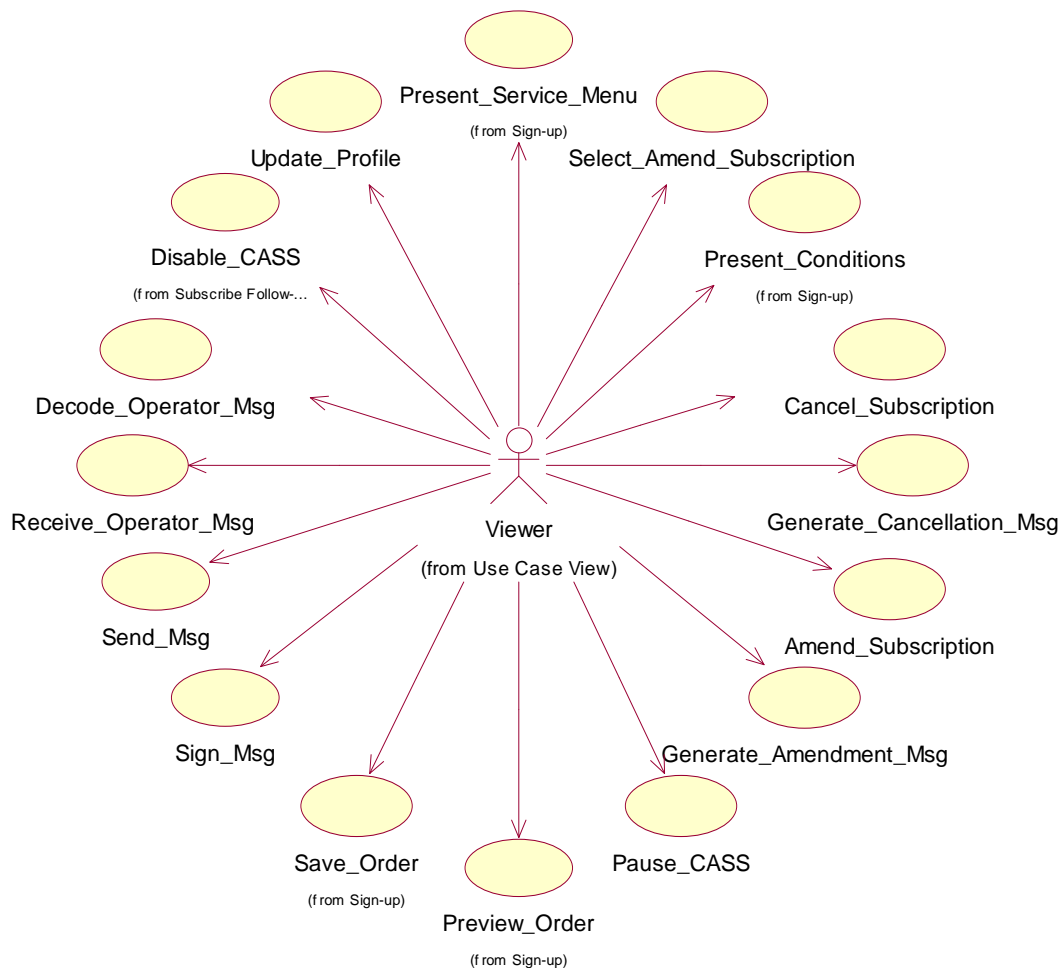 Present_Service_Menu
(from Sign-up)
Update_Profile
Select_Amend_Subscription
Disable_CASS
(from Subscribe Follow-...
Present_Conditions
(from Sign-up)
Decode_Operator_Msg
Cancel_Subscription
Receive_Operator_Msg
Generate_Cancellation_Msg
Viewer
(from Use Case View)
Send_Msg
Amend_Subscription
Sign_Msg
Generate_Amendment_Msg
Save_Order
(from Sign-up)
Pause_CASS
Preview_Order
(from Sign-up)